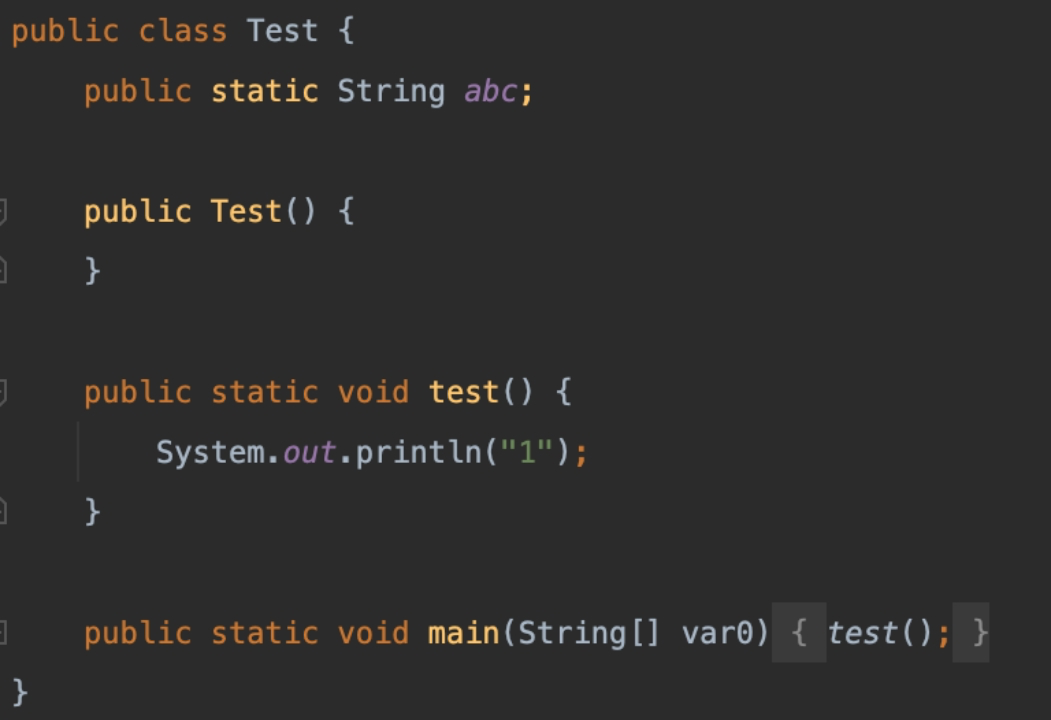 public class Test {
public static String abc;
public Test() {
}
public static void test() {
System.out.println("1");
}
public static void main(String[] var0) { test(); }
}